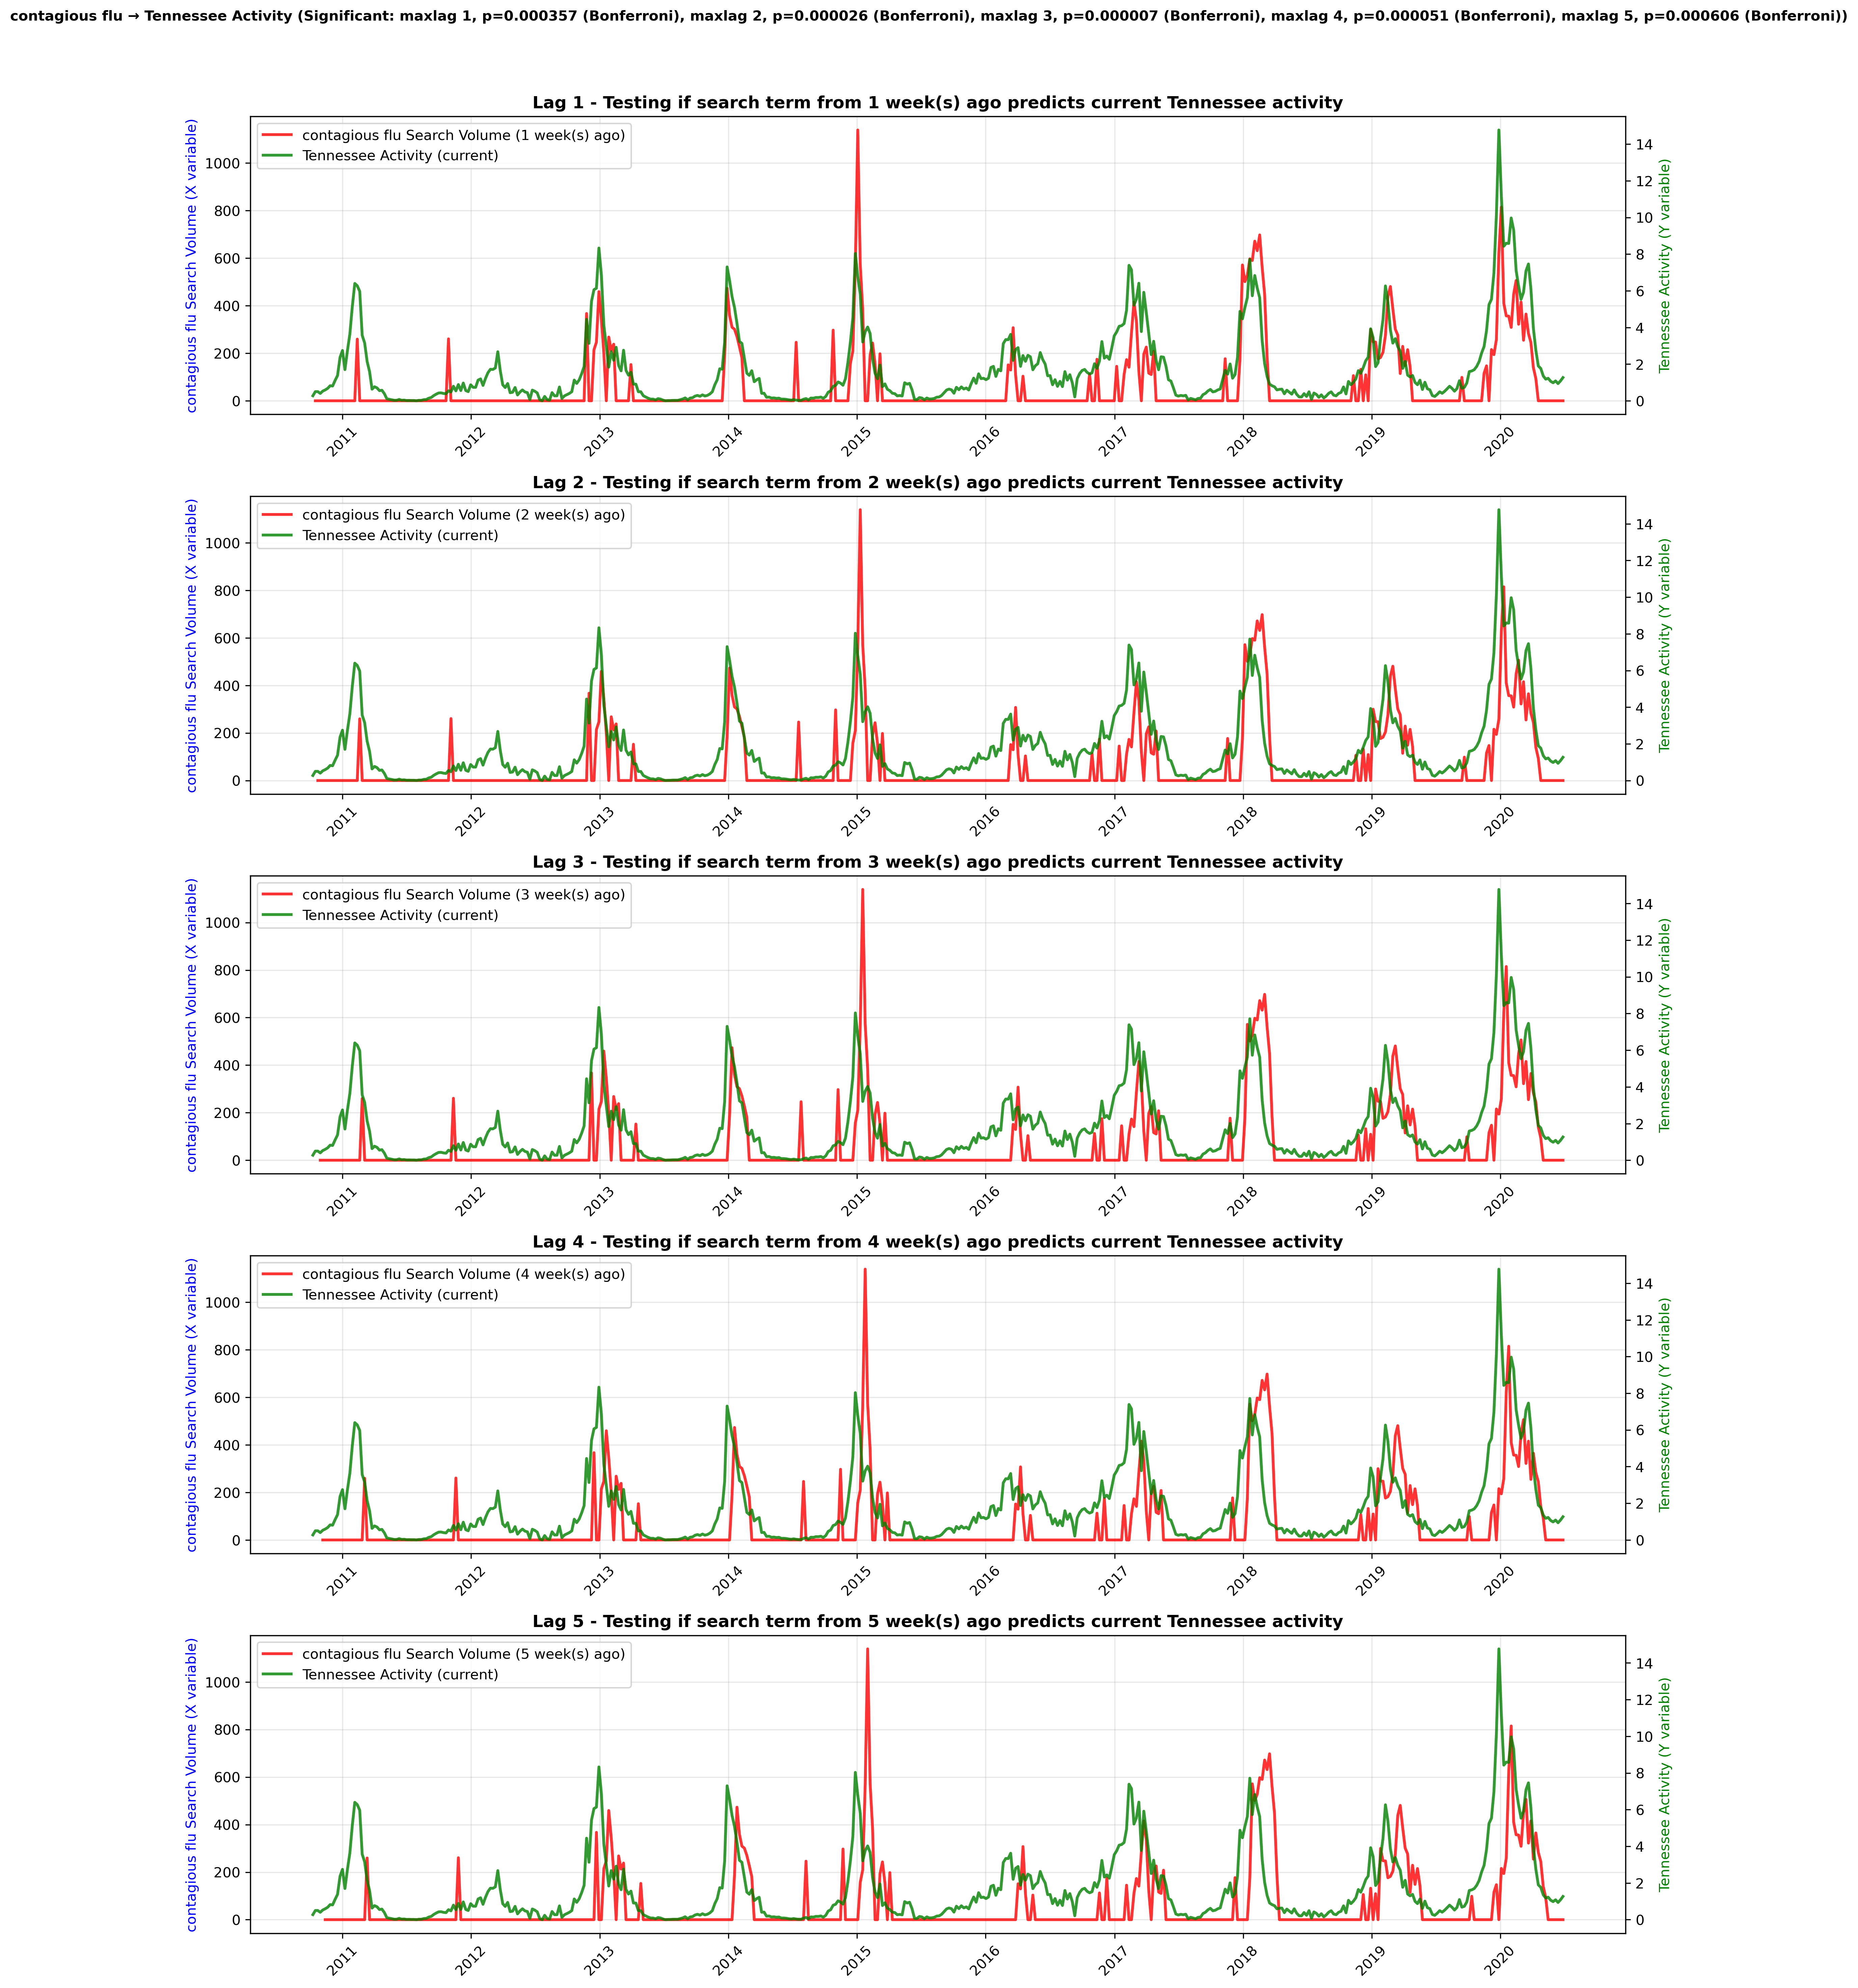 contagious flu → Tennessee Activity (Significant: maxlag 1, p=0.000357 (Bonferroni), maxlag 2, p=0.000026 (Bonferroni), maxlag 3, p=0.000007 (Bonferroni), maxlag 4, p=0.000051 (Bonferroni), maxlag 5, p=0.000606 (Bonferroni))
Lag 1 - Testing if search term from 1 week(s) ago predicts current Tennessee activity
contagious flu Search Volume (1 week(s) ago)
Tennessee Activity (current)
contagious flu Search Volume (X variable)
1000
800
600
400
200
0
14
12
10
8
6
4
2
0
Tennessee Activity (Y variable)
2011 2012 2013 2014 2015 2016 2017 2018 2019 2020
Lag 2 - Testing if search term from 2 week(s) ago predicts current Tennessee activity
contagious flu Search Volume (2 week(s) ago)
Tennessee Activity (current)
contagious flu Search Volume (X variable)
1000
800
600
400
200
0
14
12
10
8
6
4
2
0
Tennessee Activity (Y variable)
2011 2012 2013 2014 2015 2016 2017 2018 2019 2020
Lag 3 - Testing if search term from 3 week(s) ago predicts current Tennessee activity
contagious flu Search Volume (3 week(s) ago)
Tennessee Activity (current)
contagious flu Search Volume (X variable)
1000
800
600
400
200
0
14
12
10
8
6
4
2
0
Tennessee Activity (Y variable)
2011 2012 2013 2014 2015 2016 2017 2018 2019 2020
Lag 4 - Testing if search term from 4 week(s) ago predicts current Tennessee activity
contagious flu Search Volume (4 week(s) ago)
Tennessee Activity (current)
contagious flu Search Volume (X variable)
1000
800
600
400
200
0
14
12
10
8
6
4
2
0
Tennessee Activity (Y variable)
2011 2012 2013 2014 2015 2016 2017 2018 2019 2020
Lag 5 - Testing if search term from 5 week(s) ago predicts current Tennessee activity
contagious flu Search Volume (5 week(s) ago)
Tennessee Activity (current)
contagious flu Search Volume (X variable)
1000
800
600
400
200
0
14
12
10
8
6
4
2
0
Tennessee Activity (Y variable)
2011 2012 2013 2014 2015 2016 2017 2018 2019 2020